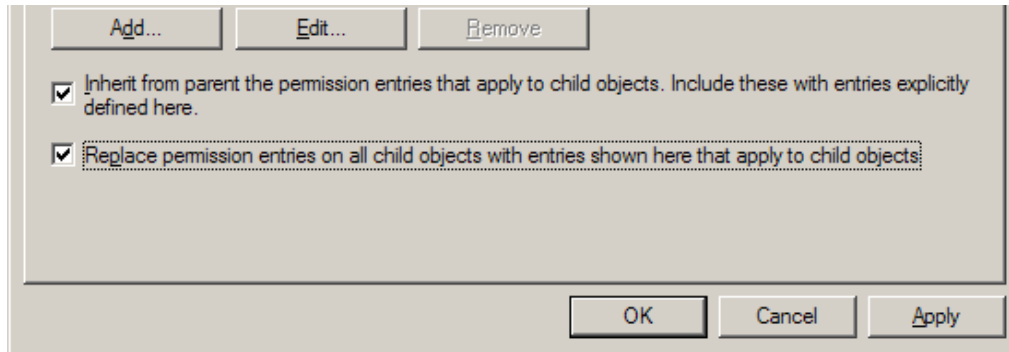 Add... Edit... Remove
Inherit from parent the permission entries that apply to child objects. Include these with entries explicitly
defined here.
Replace permission entries on all child objects with entries shown here that apply to child objects
OK Cancel Apply